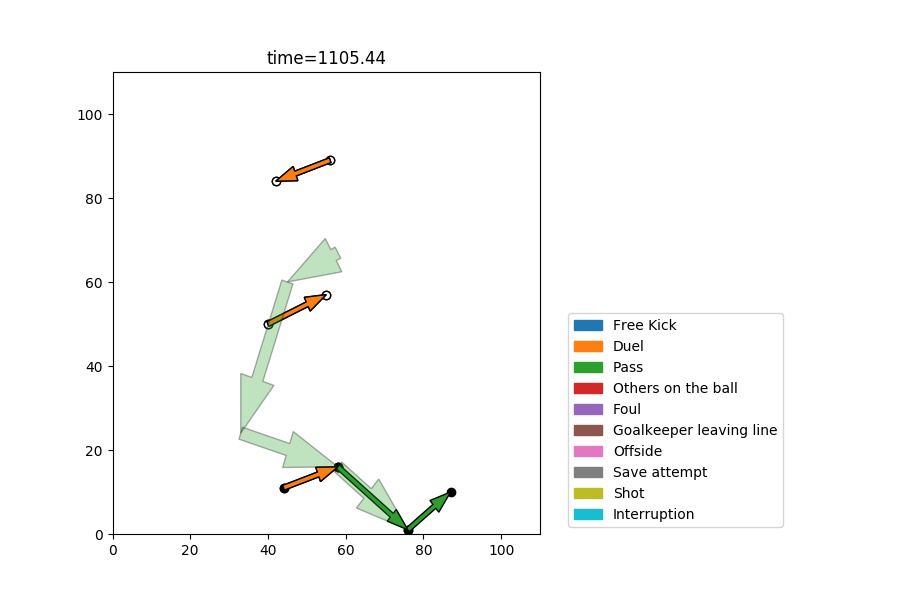 time=1105.44
100
80
60
40
20
0
0 20 40 60 80 100
Free Kick
Duel
Pass
Others on the ball
Foul
Goalkeeper leaving line
Offside
Save attempt
Shot
Interruption